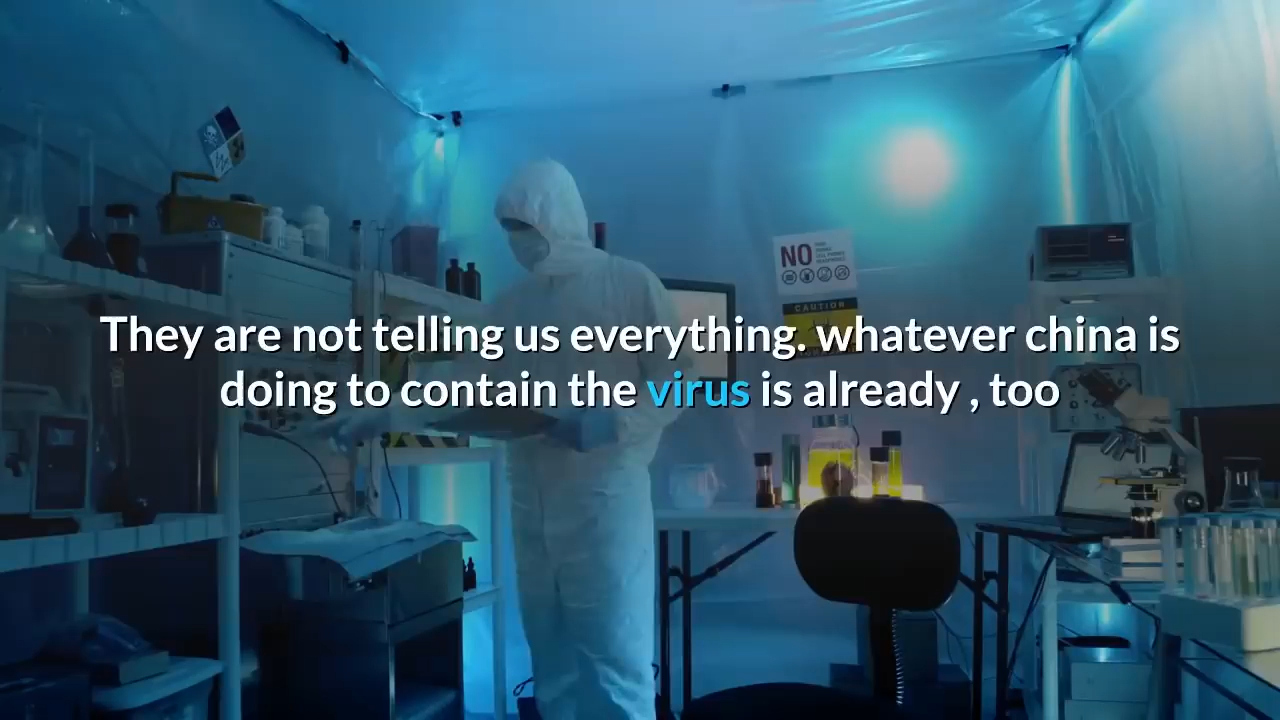 NO
CAUTION
They are not telling us everything. whatever china is
doing to contain the virus is already , too